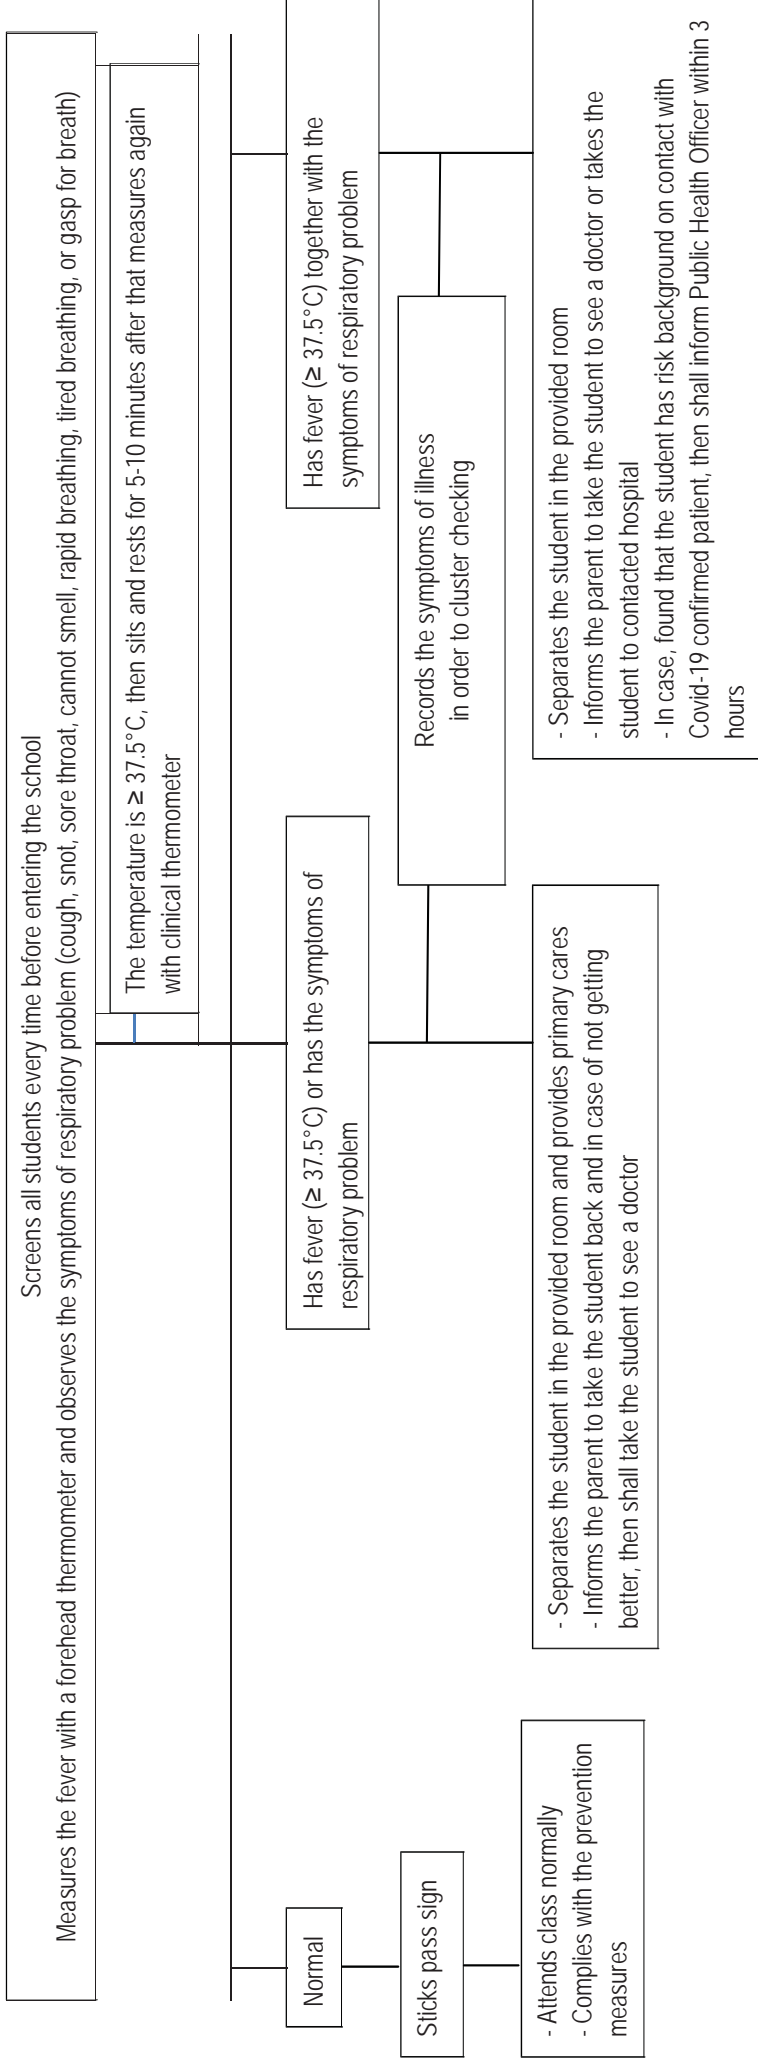 Screens all students every time before entering the school
Measures the fever with a forehead thermometer and observes the symptoms of respiratory problem (cough, snot, sore throat, cannot smell, rapid breathing, tired breathing, or gasp for breath)
The temperature is ≥ 37.5°C, then sits and rests for 5-10 minutes after that measures again
with clinical thermometer
Normal
Sticks pass sign
- Attends class normally
- Complies with the prevention
measures
Has fever (≥ 37.5°C) or has the symptoms of
respiratory problem
- Separates the student in the provided room and provides primary cares
- Informs the parent to take the student back and in case of not getting
better, then shall take the student to see a doctor
Records the symptoms of illness
in order to cluster checking
Has fever (≥ 37.5°C) together with the
symptoms of respiratory problem
- Separates the student in the provided room
- Informs the parent to take the student to see a doctor or takes the
student to contacted hospital
- In case, found that the student has risk background on contact with
Covid-19 confirmed patient, then shall inform Public Health Officer within 3
hours